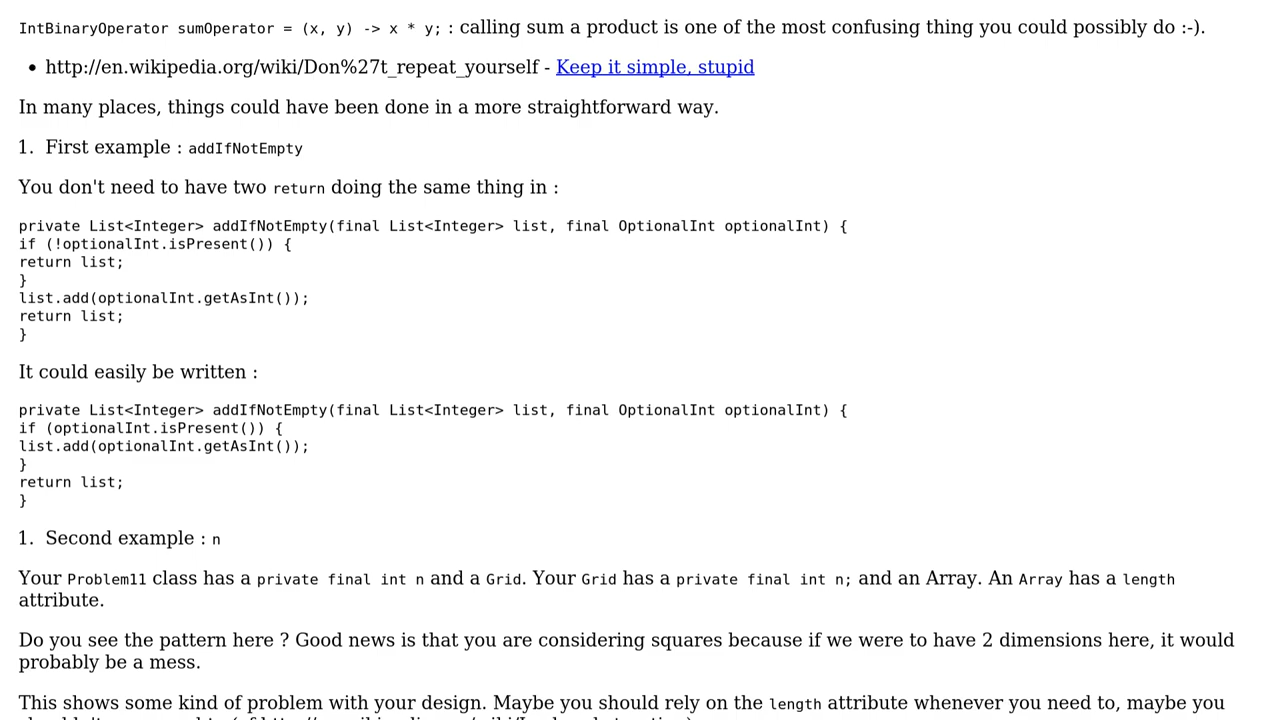 IntBinaryOperator sumOperator = (x, y) -> x * y; : calling sum a product is one of the most confusing thing you could possibly do :-).
• http://en.wikipedia.org/wiki/Don%27t_repeat_yourself - Keep it simple, stupid
In many places, things could have been done in a more straightforward way.
1. First example : addIfNotEmpty
You don't need to have two return doing the same thing in :
private List<Integer> addIfNotEmpty(final List<Integer> list, final OptionalInt optionalInt) {
if (!optionalInt.isPresent()) {
return list;
}
list.add(optionalInt.getAsInt());
return list;
}
It could easily be written :
private List<Integer> addIfNotEmpty(final List<Integer> list, final OptionalInt optionalInt) {
if (optionalInt.isPresent()) {
list.add(optionalInt.getAsInt());
}
return list;
}
1. Second example : n
Your Problem11 class has a private final int n and a Grid. Your Grid has a private final int n; and an Array. An Array has a length
attribute.
Do you see the pattern here ? Good news is that you are considering squares because if we were to have 2 dimensions here, it would
probably be a mess.
This shows some kind of problem with your design. Maybe you should rely on the length attribute whenever you need to, maybe you